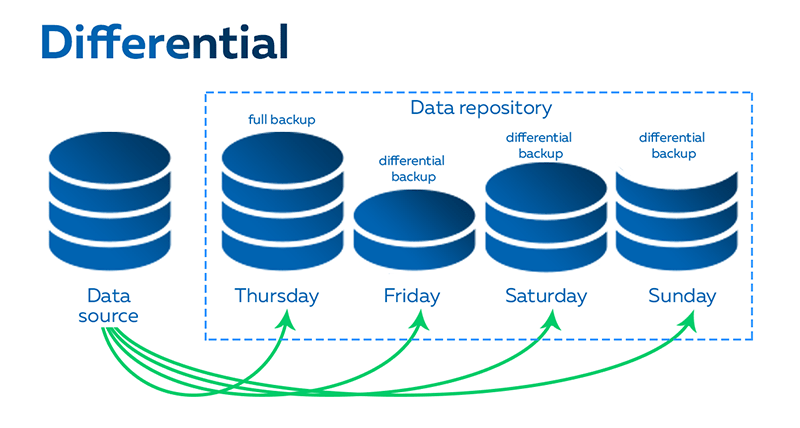 Differential
Data repository
full backup
differential
backup
differential
backup
differential
backup
Data
source
Thursday
Friday
Saturday
Sunday